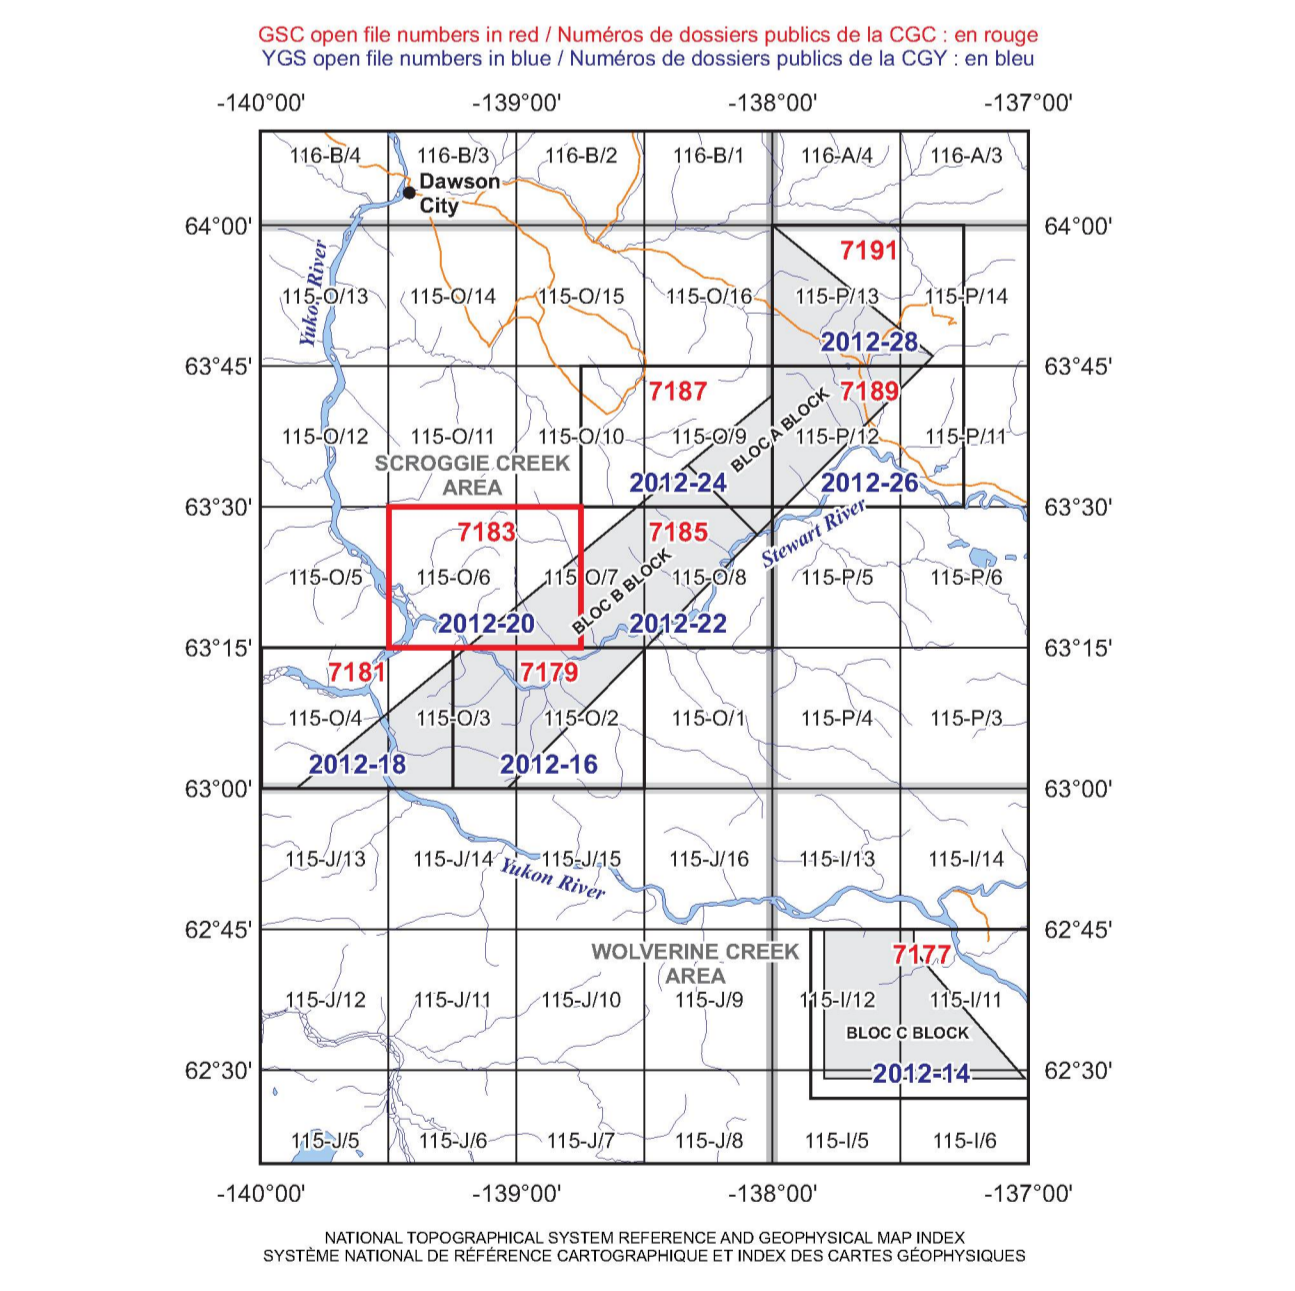 GSC open file numbers in red / Numéros de dossiers publics de la CGC : en rouge
YGS open file numbers in blue / Numéros de dossiers publics de la CGY : en bleu
-140°00' -139°00' -138°00' -137°00'
116-B/4 116-B/3 116-B/2 116-B/1 116-A/4 116-A/3
Dawson
City
64°00' 64°00'
7191
Yukon River
115-O/13 115-O/14 115-O/15 115-O/16 115-P/13 115-P/14
2012-28
63°45' 63°45'
7187 7189
BLOC A BLOCK
115-O/12 115-O/11 115-O/10 115-O/9 115-P/12 115-P/11
SCROGGIE CREEK
AREA
2012-24 2012-26
63°30' 63°30'
7183 7185
Stewart River
115-O/5 115-O/6 115-O/7 115-O/8 115-P/5 115-P/6
BLOC B BLOCK
2012-20 2012-22
63°15' 63°15'
7181 7179
115-O/4 115-O/3 115-O/2 115-O/1 115-P/4 115-P/3
2012-18 2012-16
63°00' 63°00'
115-J/13 115-J/14 115-J/15 115-J/16 115-I/13 115-I/14
Yukon River
62°45' 62°45'
WOLVERINE CREEK
AREA
7177
115-J/12 115-J/11 115-J/10 115-J/9 115-I/12 115-I/11
BLOC C BLOCK
62°30' 2012-14 62°30'
115-J/5 115-J/6 115-J/7 115-J/8 115-I/5 115-I/6
-140°00' -139°00' -138°00' -137°00'
NATIONAL TOPOGRAPHICAL SYSTEM REFERENCE AND GEOPHYSICAL MAP INDEX
SYSTÈME NATIONAL DE RÉFÉRENCE CARTOGRAPHIQUE ET INDEX DES CARTES GÉOPHYSIQUES